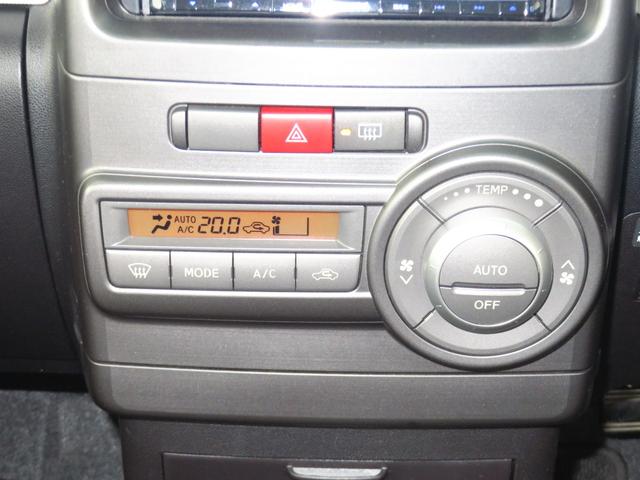 TEMP
AUTO
A/C 20.0
MODE
A/C
AUTO
OFF